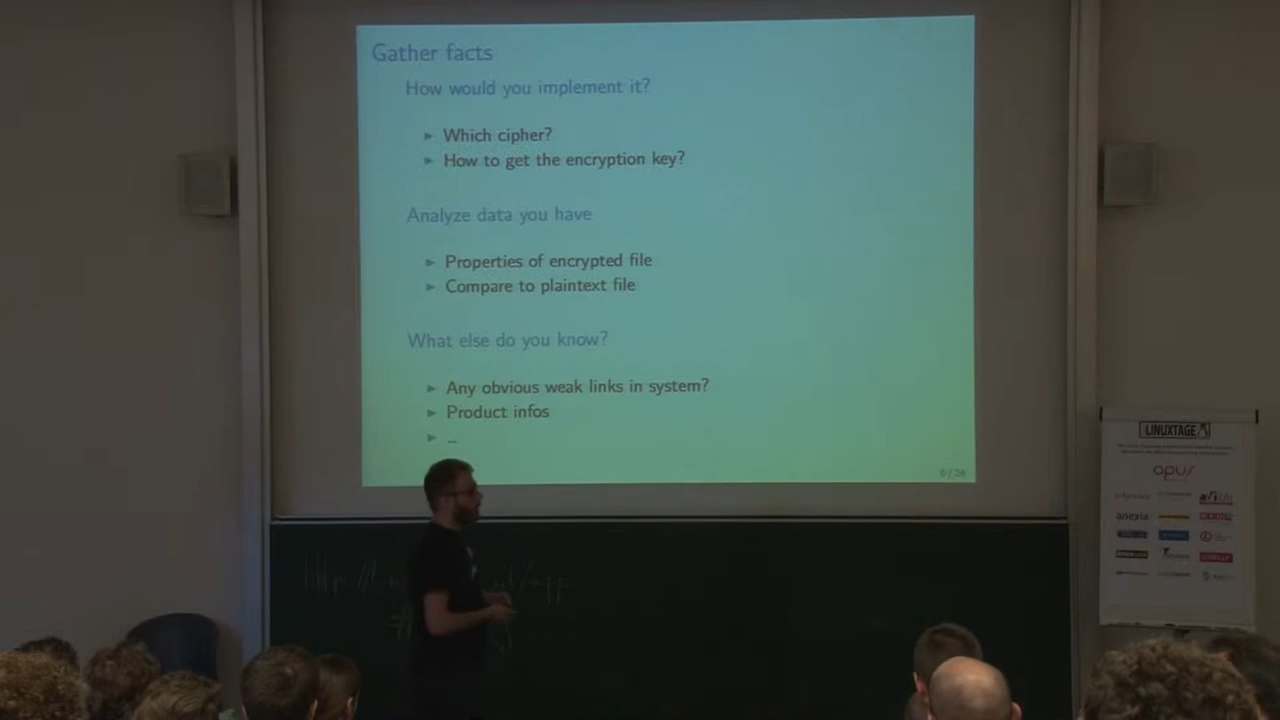 Gather facts
How would you implement it?
▶ Which cipher?
▶ How to get the encryption key?
Analyze data you have
▶ Properties of encrypted file
▶ Compare to plaintext file
What else do you know?
▶ Any obvious weak links in system?
▶ Product infos
▶ ...
LINUXTAGE
opus
anexia